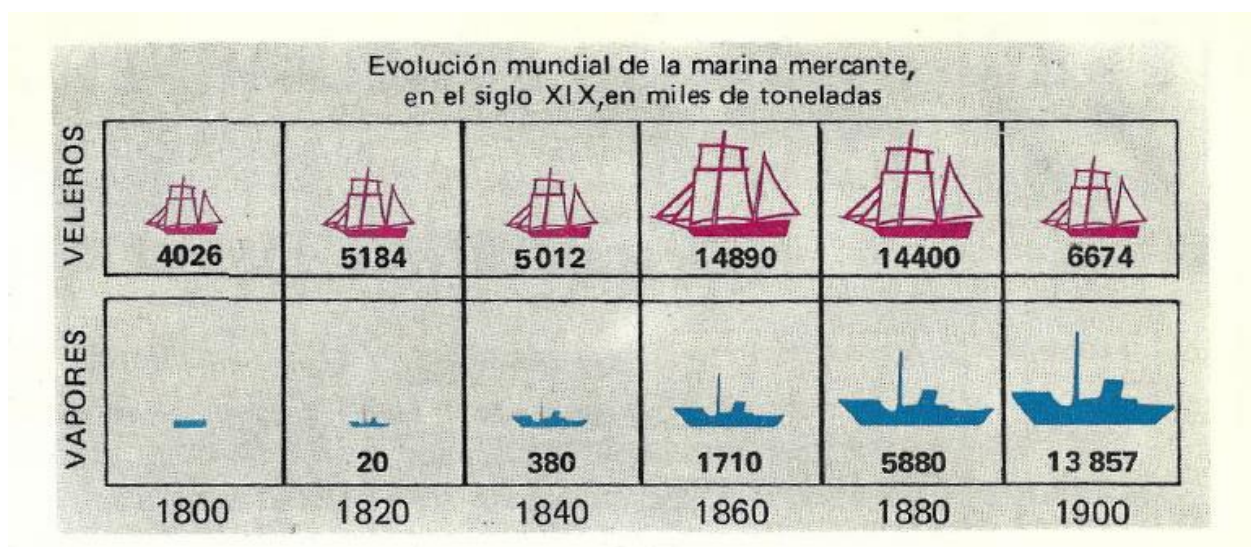 Evolución mundial de la marina mercante,
en el siglo XIX,en miles de toneladas
VELEROS
4026 5184 5012 14890 14400 6674
VAPORES
20 380 1710 5880 13 857
1800 1820 1840 1860 1880 1900